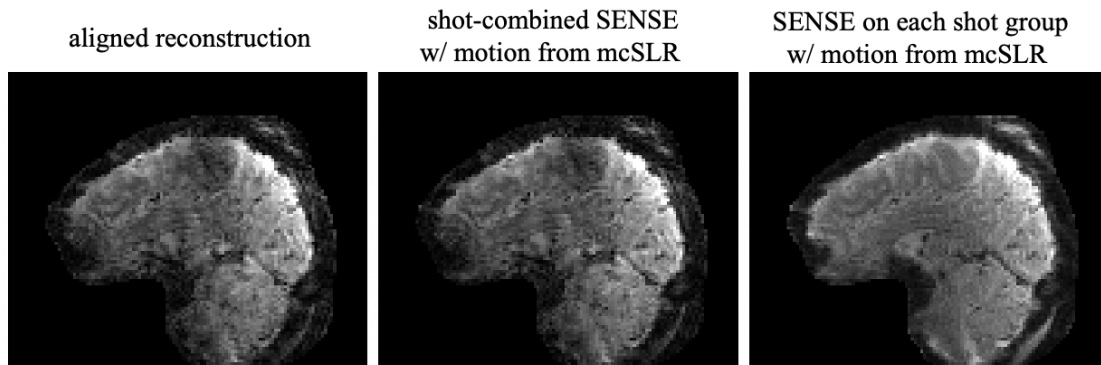 aligned reconstruction
shot-combined SENSE
w/ motion from mcSLR
SENSE on each shot group
w/ motion from mcSLR